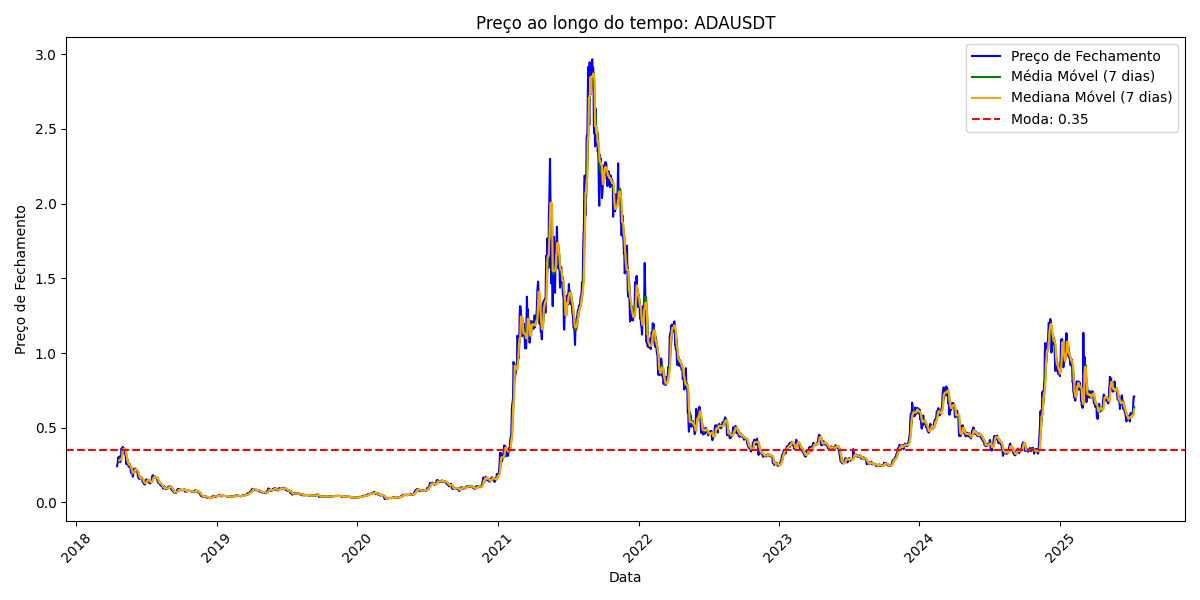 Preço ao longo do tempo: ADAUSDT
Preço de Fechamento
Média Móvel (7 dias)
Mediana Móvel (7 dias)
Moda: 0.35
Preço de Fechamento
3.0
2.5
2.0
1.5
1.0
0.5
0.0
2018
2019
2020
2021
2022
2023
2024
2025
Data